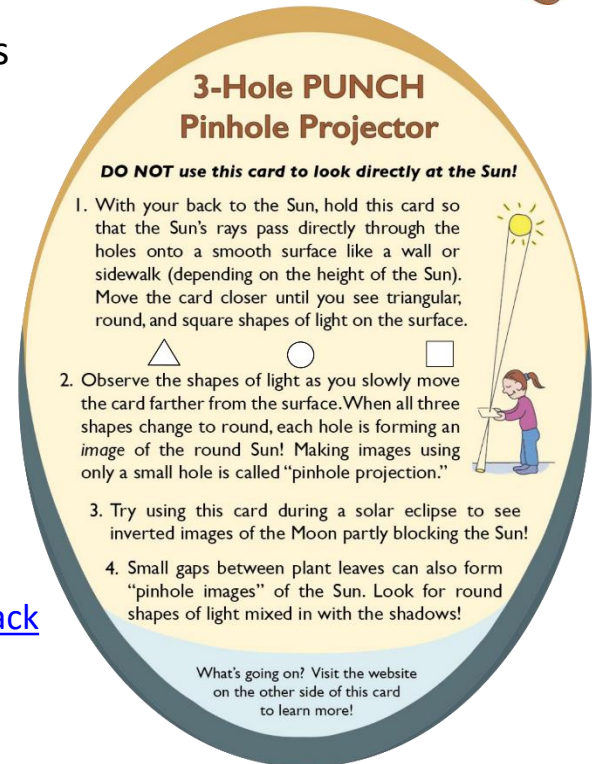 s
3-Hole PUNCH
Pinhole Projector
DO NOT use this card to look directly at the Sun!
1. With your back to the Sun, hold this card so
that the Sun's rays pass directly through the
holes onto a smooth surface like a wall or
sidewalk (depending on the height of the Sun).
Move the card closer until you see triangular,
round, and square shapes of light on the surface.
2. Observe the shapes of light as you slowly move
the card farther from the surface. When all three
shapes change to round, each hole is forming an
image of the round Sun! Making images using
only a small hole is called "pinhole projection."
3. Try using this card during a solar eclipse to see
inverted images of the Moon partly blocking the Sun!
4. Small gaps between plant leaves can also form
"pinhole images" of the Sun. Look for round
shapes of light mixed in with the shadows!
ack
What's going on? Visit the website
on the other side of this card
to learn more!